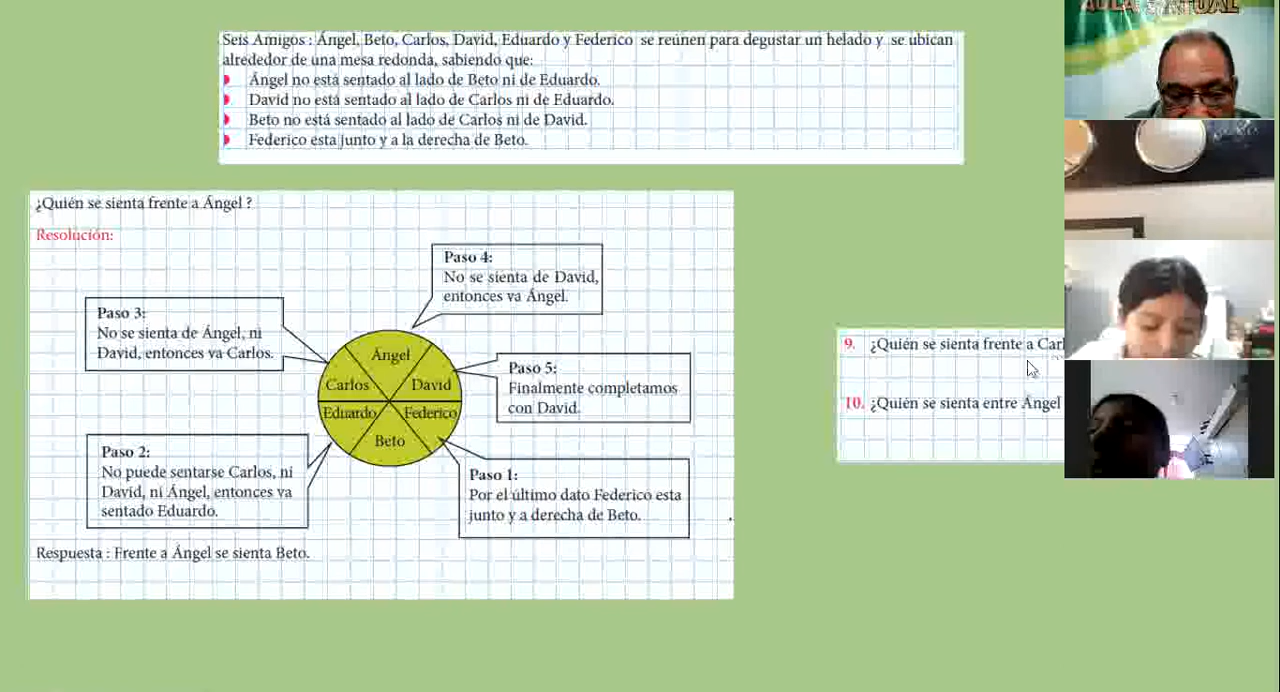 AULA VIRTUAL
Seis Amigos : Ángel, Beto, Carlos, David, Eduardo y Federico se reúnen para degustar un helado y se ubican
alrededor de una mesa redonda, sabiendo que:
Ángel no está sentado al lado de Beto ni de Eduardo.
David no está sentado al lado de Carlos ni de Eduardo.
Beto no está sentado al lado de Carlos ni de David.
Federico esta junto y a la derecha de Beto.
¿Quién se sienta frente a Ángel ?
Resolución:
Paso 4:
No se sienta de David,
entonces va Ángel.
Paso 3:
No se sienta de Ángel, ni
David, entonces va Carlos.
Ángel
Carlos
David
Eduardo
Federico
Beto
Paso 5:
Finalmente completamos
con David.
Paso 2:
No puede sentarse Carlos, ni
David, ni Ángel, entonces va
sentado Eduardo.
Paso 1:
Por el último dato Federico esta
junto y a derecha de Beto.
Respuesta : Frente a Ángel se sienta Beto.
9. ¿Quién se sienta frente a
10. ¿Quién se sienta entre Ángel